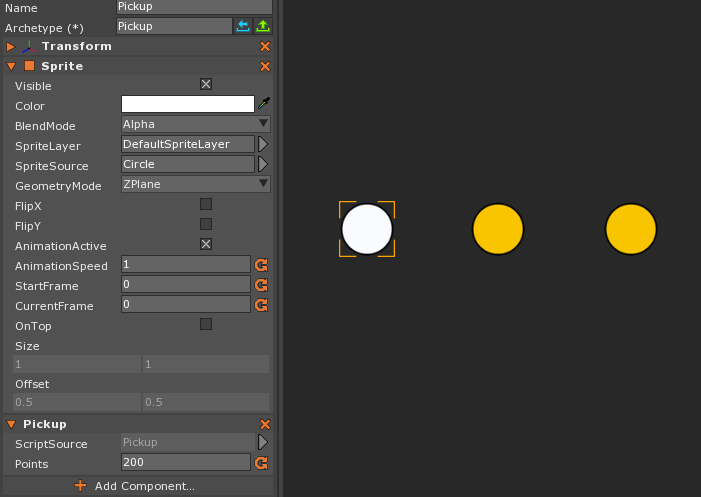 Name Pickup
Archetype (*) Pickup
Transform
Sprite
Visible
Color
BlendMode Alpha
SpriteLayer DefaultSpriteLayer
SpriteSource Circle
GeometryMode ZPlane
FlipX
FlipY
AnimationActive
AnimationSpeed 1
StartFrame 0
CurrentFrame 0
OnTop
Size
1 1
Offset
0.5 0.5
Pickup
ScriptSource Pickup
Points 200
Add Component...